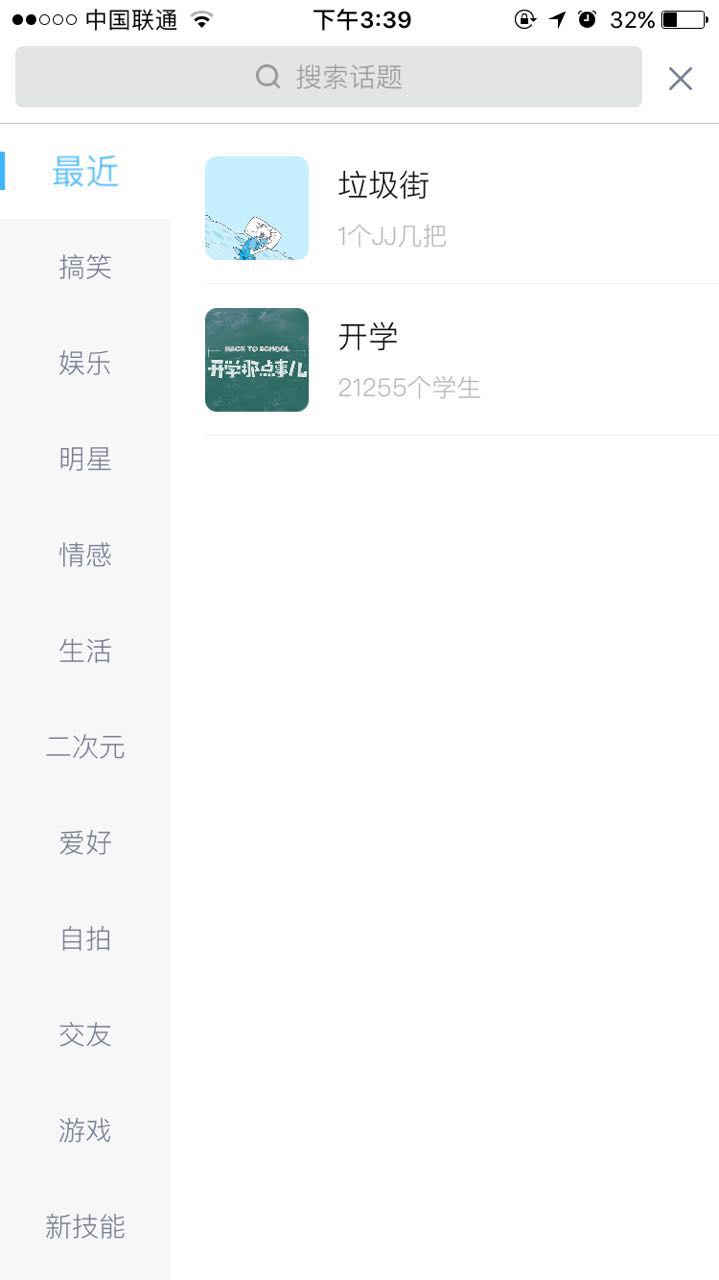 中国联通
下午3:39
32%
搜索话题
最近
搞笑
娱乐
明星
情感
生活
二次元
爱好
自拍
交友
游戏
新技能
垃圾街
1个JJ几把
BACK TO SCHOOL
开学那点事儿
开学
21255个学生